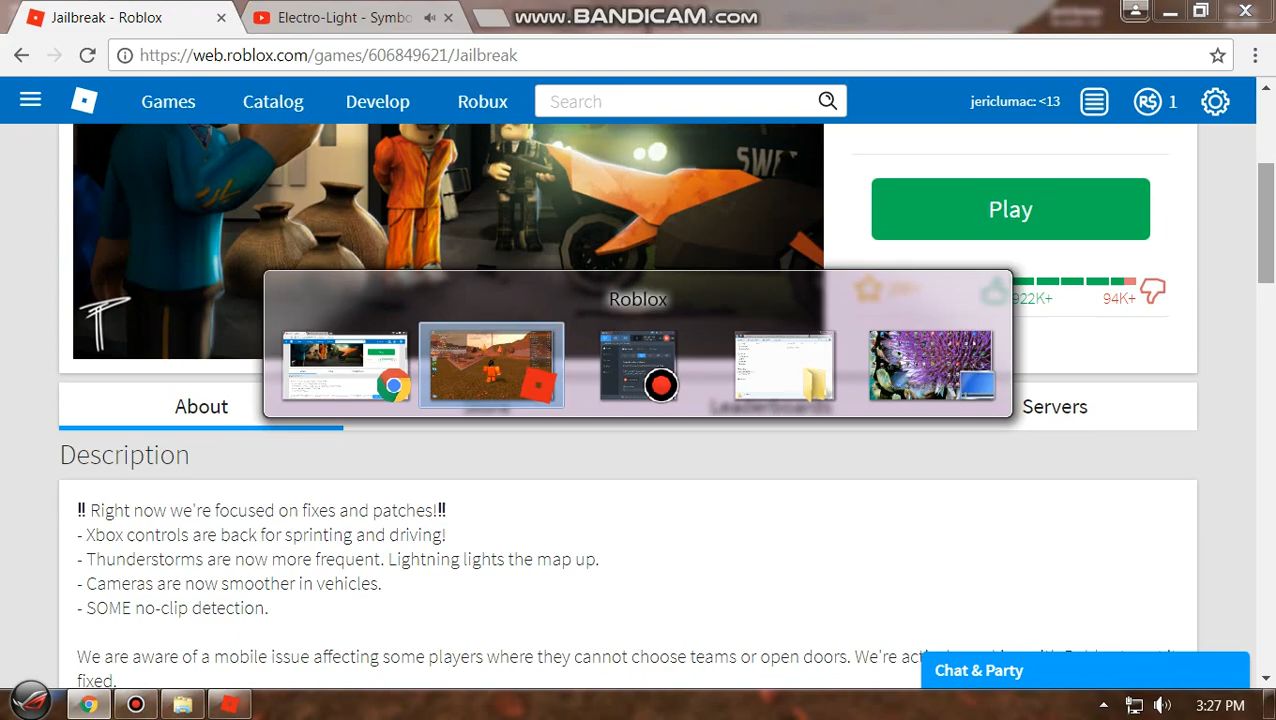 Jailbreak - Roblox
Electro-Light - Symbo
www.BANDICAM.com
https://web.roblox.com/games/606849621/Jailbreak
Games
Catalog
Develop
Robux
Search
jericlumac: <13
R$ 1
SWAT
Play
922K+
94K+
Roblox
About
Leaderboards
Servers
Description
!! Right now we're focused on fixes and patches!!!
- Xbox controls are back for sprinting and driving!
- Thunderstorms are now more frequent. Lightning lights the map up.
- Cameras are now smoother in vehicles.
- SOME no-clip detection.
We are aware of a mobile issue affecting some players where they cannot choose teams or open doors. We're
fixed.
Chat & Party
3:27 PM